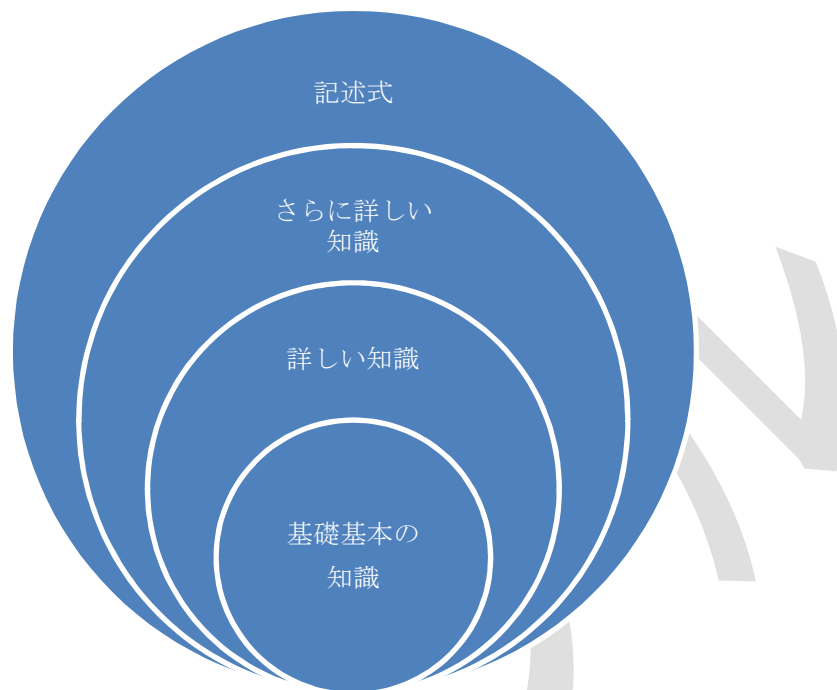 記述式
さらに詳しい
知識
詳しい知識
基礎基本の
知識